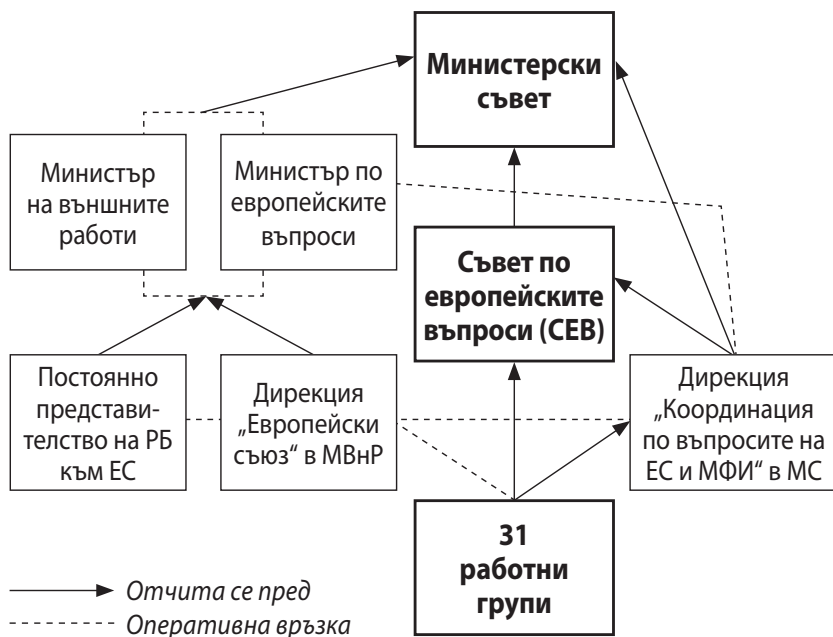 Министерски
съвет
Министър
на външните
работи
Министър по
европейските
въпроси
Съвет по
европейските
въпроси (СЕВ)
Постоянно
представи-
телство на РБ
към ЕС
Дирекция
„Европейски
съюз“ в МВнР
Дирекция
„Координация
по въпросите на
ЕС и МФИ“ в МС
31
работни
групи
Отчита се пред
Оперативна връзка